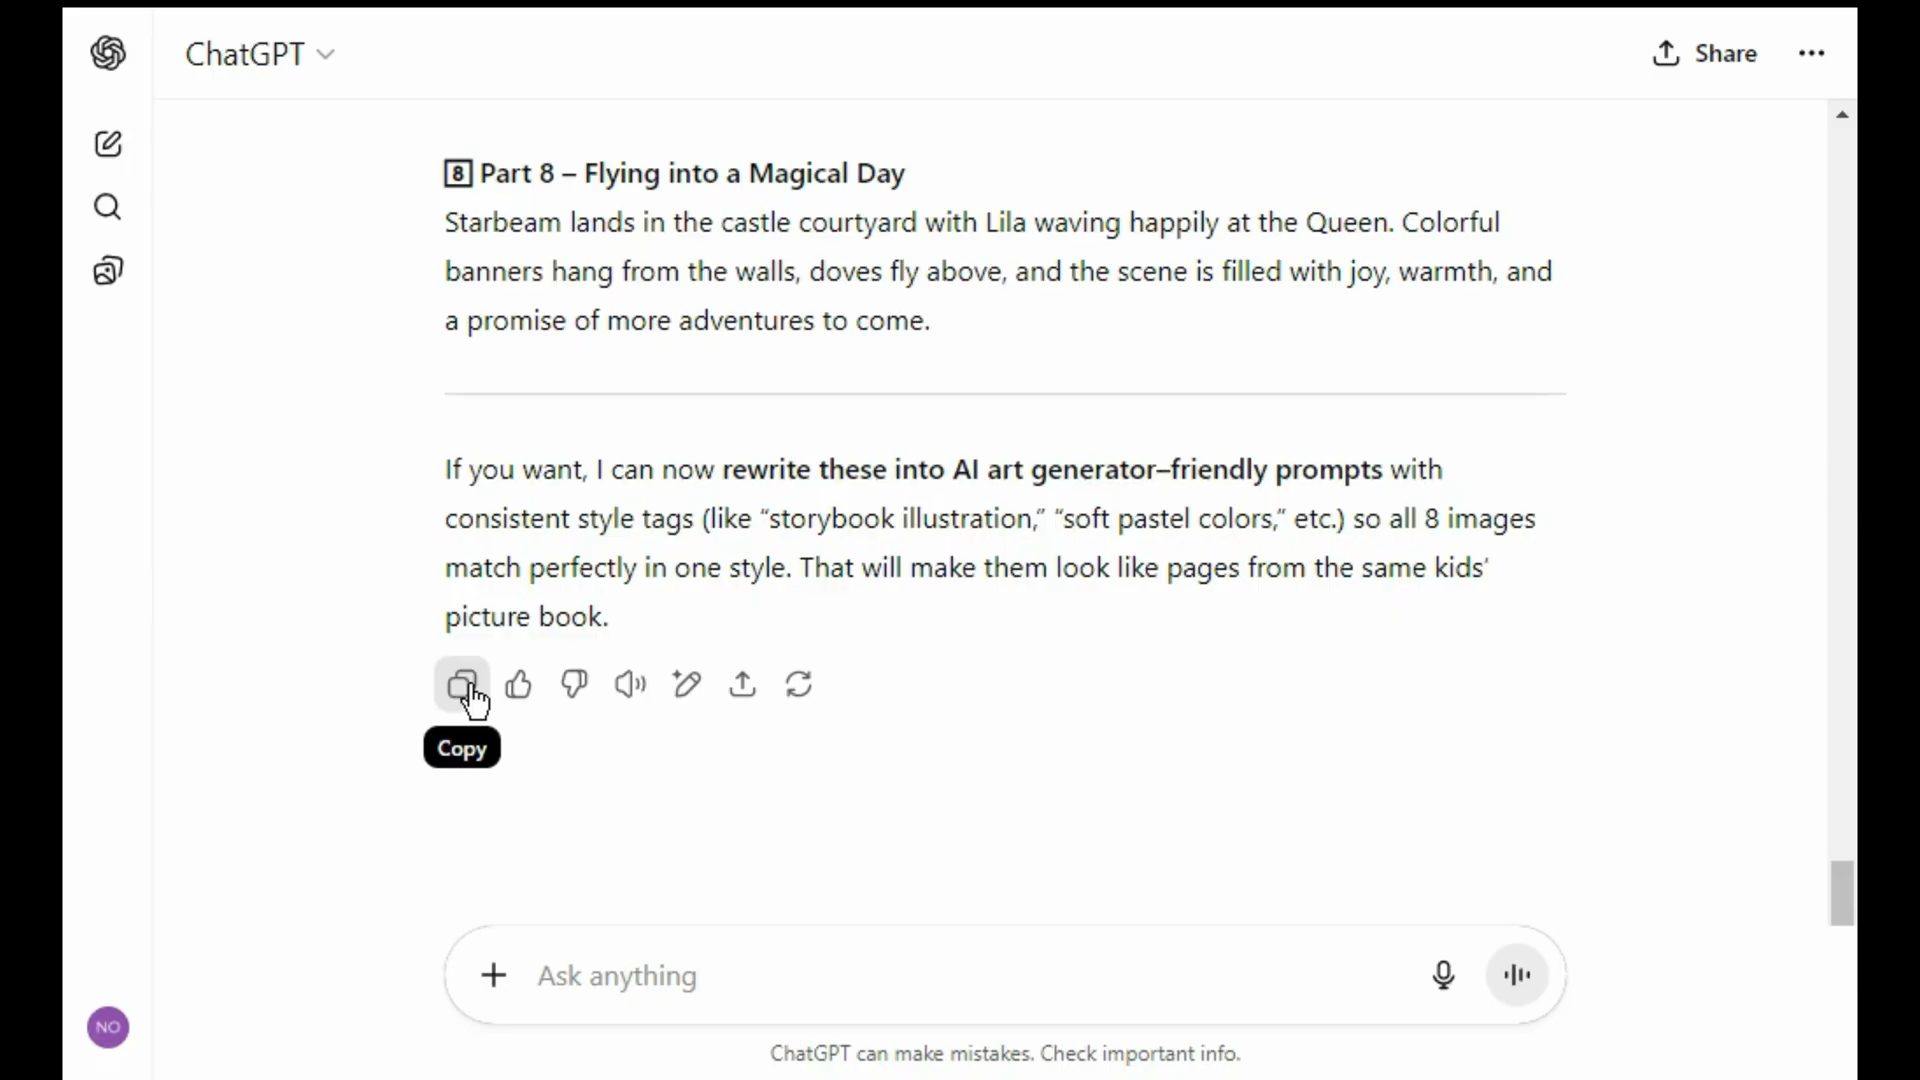 ChatGPT
Share
8 Part 8 – Flying into a Magical Day
Starbeam lands in the castle courtyard with Lila waving happily at the Queen. Colorful
banners hang from the walls, doves fly above, and the scene is filled with joy, warmth, and
a promise of more adventures to come.
If you want, I can now rewrite these into AI art generator–friendly prompts with
consistent style tags (like “storybook illustration,” “soft pastel colors,” etc.) so all 8 images
match perfectly in one style. That will make them look like pages from the same kids’
picture book.
Copy
Ask anything
NO
ChatGPT can make mistakes. Check important info.